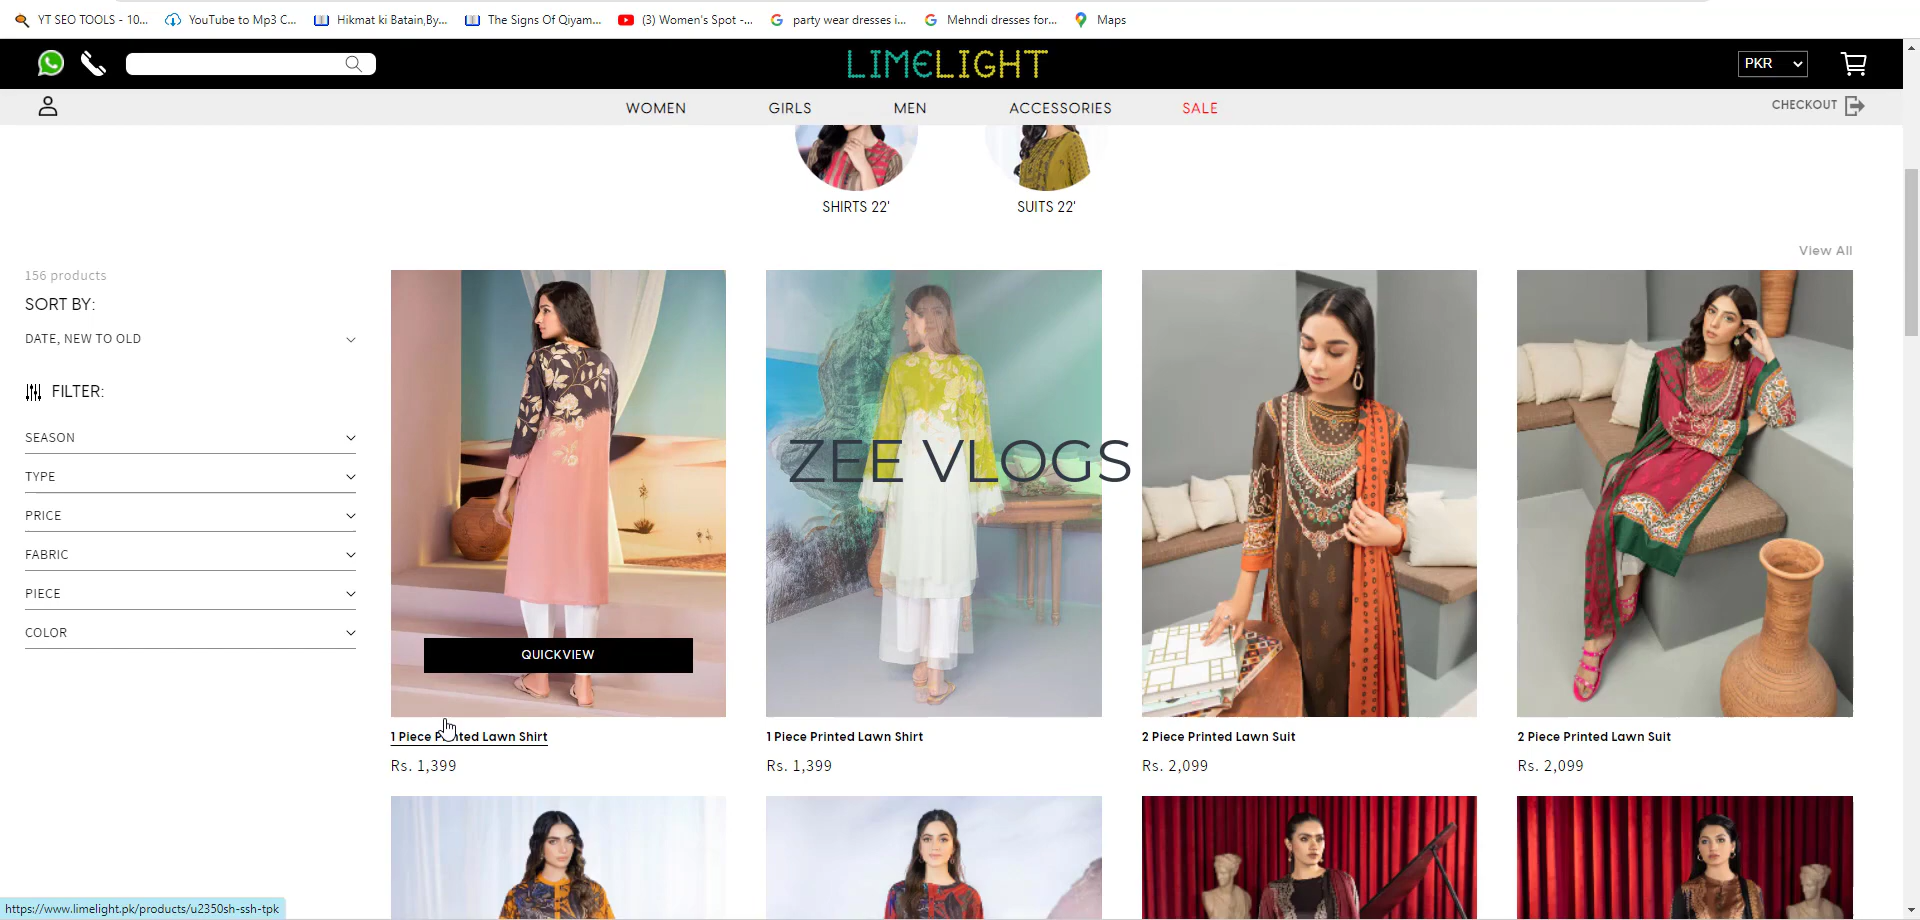 YT SEO TOOLS - 10...
YouTube to Mp3 C...
Hikmat ki Batain,By...
The Signs Of Qiyam...
(3) Women's Spot -...
party wear dresses i...
Mehndi dresses for...
Maps
LIMELIGHT
PKR
WOMEN
GIRLS
MEN
ACCESSORIES
SALE
CHECKOUT
SHIRTS 22'
SUITS 22'
View All
156 products
SORT BY:
DATE, NEW TO OLD
FILTER:
SEASON
TYPE
PRICE
FABRIC
PIECE
COLOR
ZEE VLOGS
QUICKVIEW
1 Piece Printed Lawn Shirt
Rs. 1,399
1 Piece Printed Lawn Shirt
Rs. 1,399
2 Piece Printed Lawn Suit
Rs. 2,099
2 Piece Printed Lawn Suit
Rs. 2,099
https://www.limelight.pk/products/u2350sh-ssh-tpk